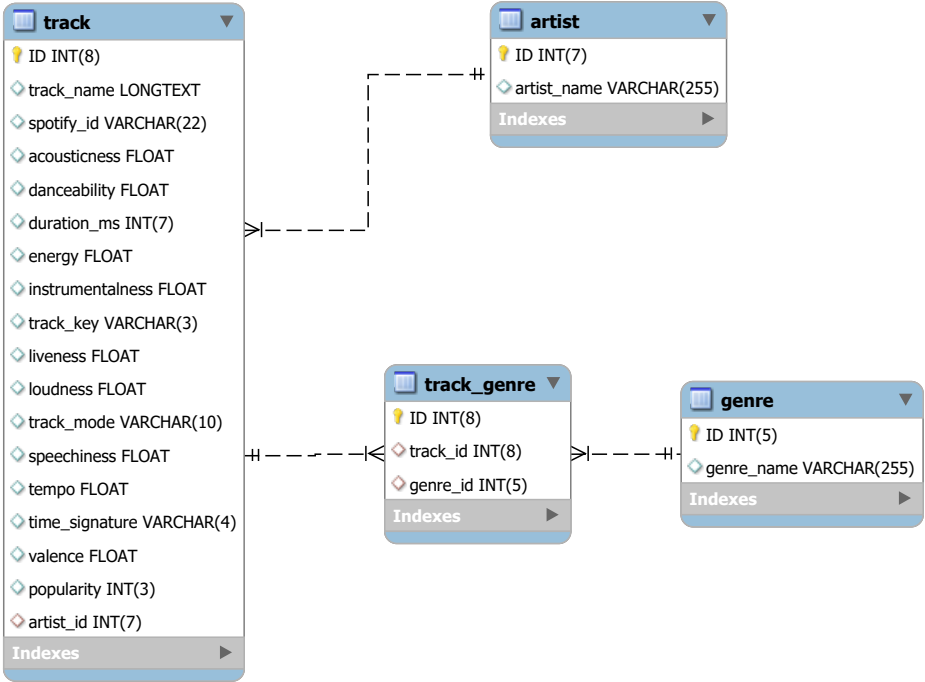 track
ID INT(8)
track_name LONGTEXT
spotify_id VARCHAR(22)
acousticness FLOAT
danceability FLOAT
duration_ms INT(7)
energy FLOAT
instrumentalness FLOAT
track_key VARCHAR(3)
liveness FLOAT
loudness FLOAT
track_mode VARCHAR(10)
speechiness FLOAT
tempo FLOAT
time_signature VARCHAR(4)
valence FLOAT
popularity INT(3)
artist_id INT(7)
Indexes
artist
ID INT(7)
artist_name VARCHAR(255)
Indexes
track_genre
ID INT(8)
track_id INT(8)
genre_id INT(5)
Indexes
genre
ID INT(5)
genre_name VARCHAR(255)
Indexes